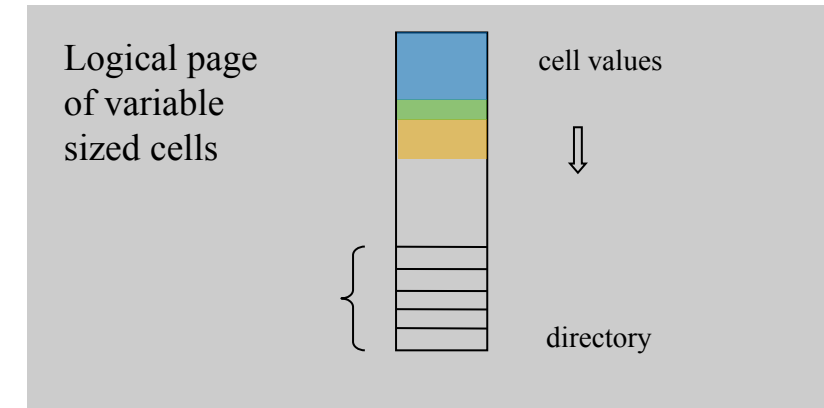 Logical page
of variable
sized cells
cell values
directory